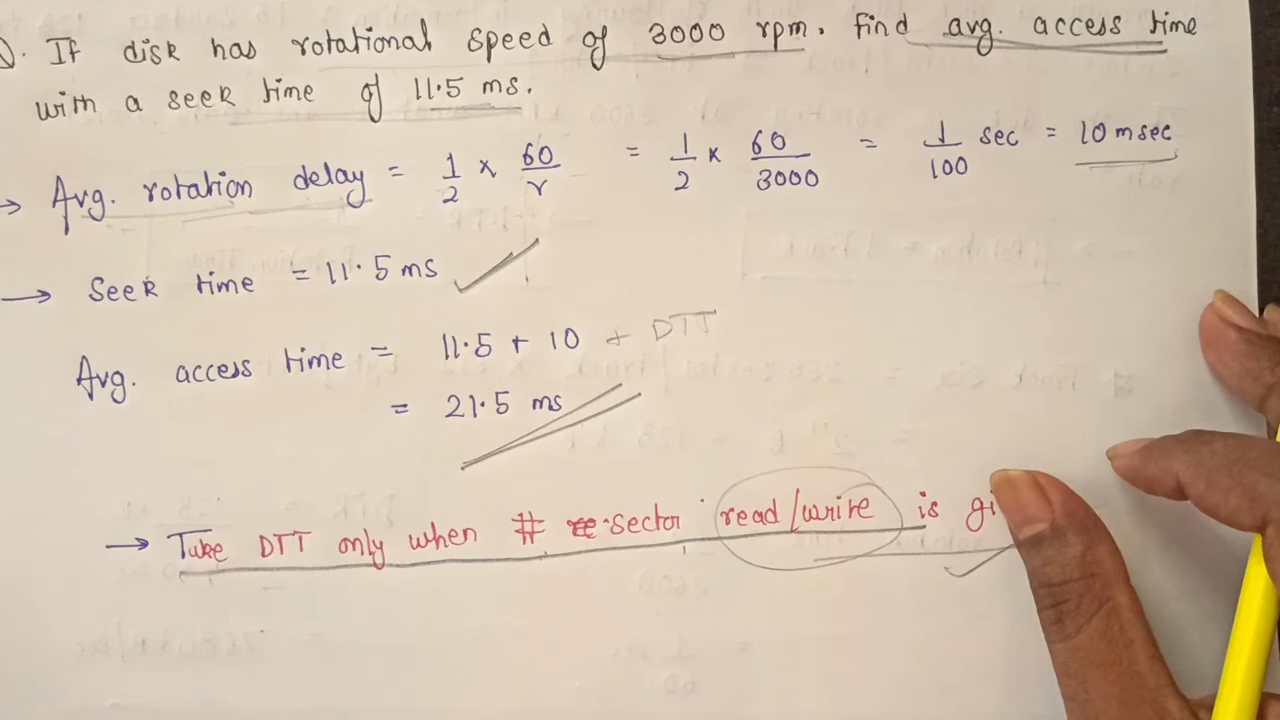 Q. If disk has rotational speed of 3000 rpm. Find avg. access time
with a seek time of 11.5 ms.
→ Avg. rotation delay = 1/2 × 60/r = 1/2 × 60/3000 = 1/100 sec = 10 msec
→ Seek time = 11.5 ms ✓
Avg. access time = 11.5 + 10 + DTT
= 21.5 ms
→ Take DTT only when # sector read/write is